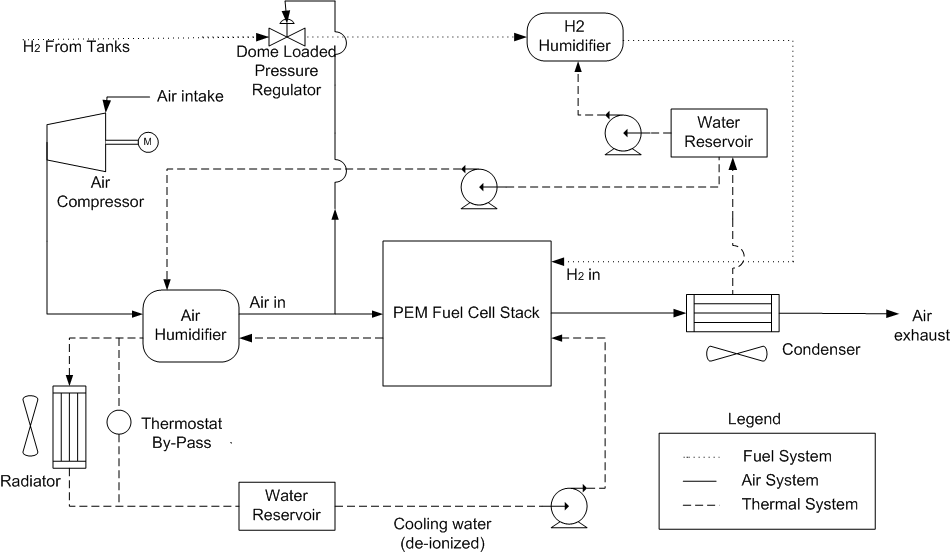 H2 From Tanks
Dome Loaded
Pressure
Regulator
H2
Humidifier
Air intake
M
Air
Compressor
Water
Reservoir
H2 in
Air in
Air
Humidifier
PEM Fuel Cell Stack
Air
exhaust
Condenser
Thermostat
By-Pass
Radiator
Water
Reservoir
Cooling water
(de-ionized)
Legend
Fuel System
Air System
Thermal System